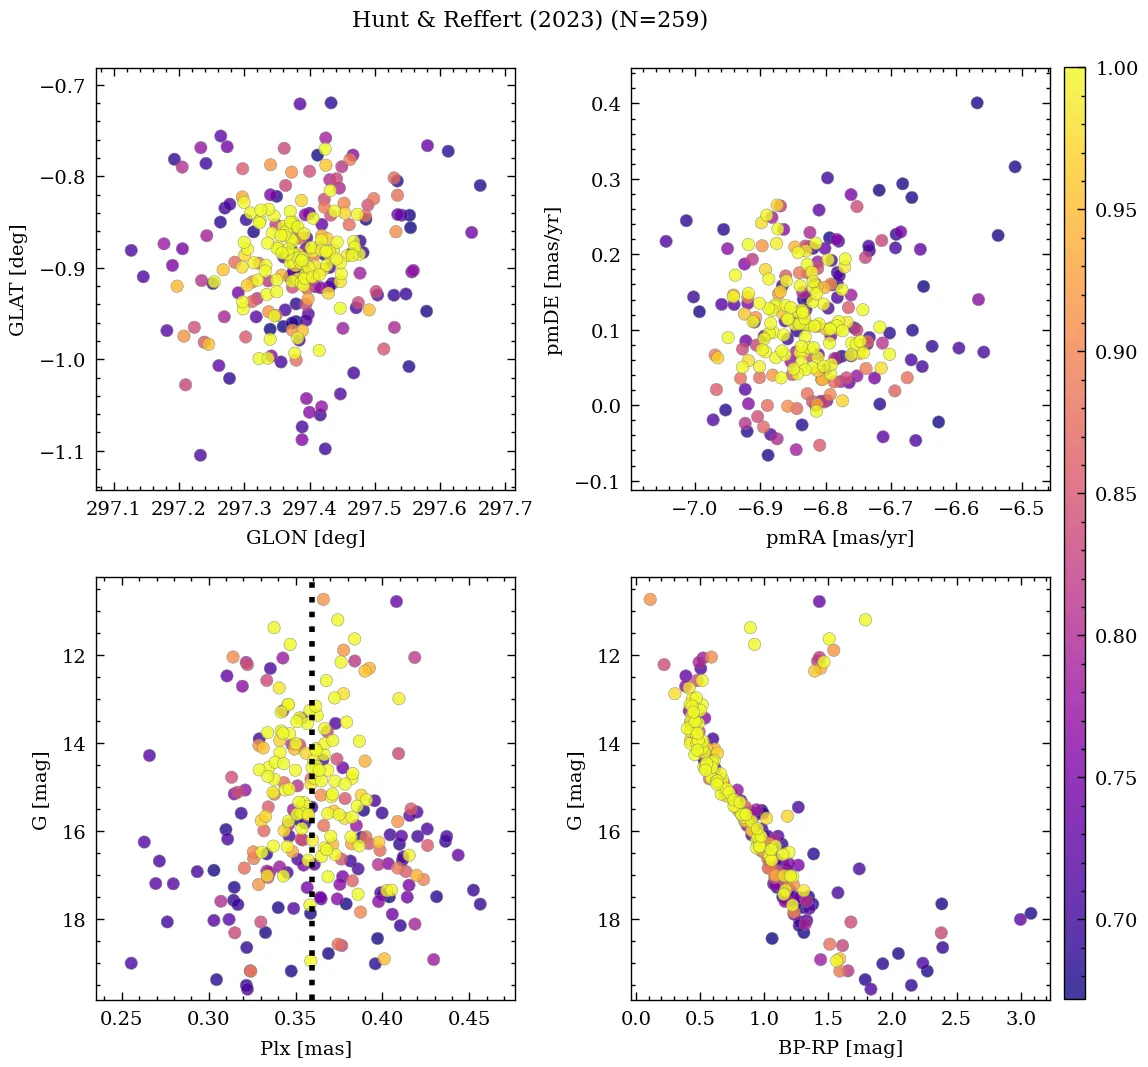 Hunt & Reffert (2023) (N=259)
−0.7
−0.8
−0.9
−1.0
−1.1
GLAT [deg]
297.1 297.2 297.3 297.4 297.5 297.6 297.7
GLON [deg]
0.4
0.3
0.2
0.1
0.0
−0.1
pmDE [mas/yr]
−7.0 −6.9 −6.8 −6.7 −6.6 −6.5
pmRA [mas/yr]
12
14
16
18
G [mag]
0.25 0.30 0.35 0.40 0.45
Plx [mas]
12
14
16
18
G [mag]
0.0 0.5 1.0 1.5 2.0 2.5 3.0
BP-RP [mag]
1.00
0.95
0.90
0.85
0.80
0.75
0.70